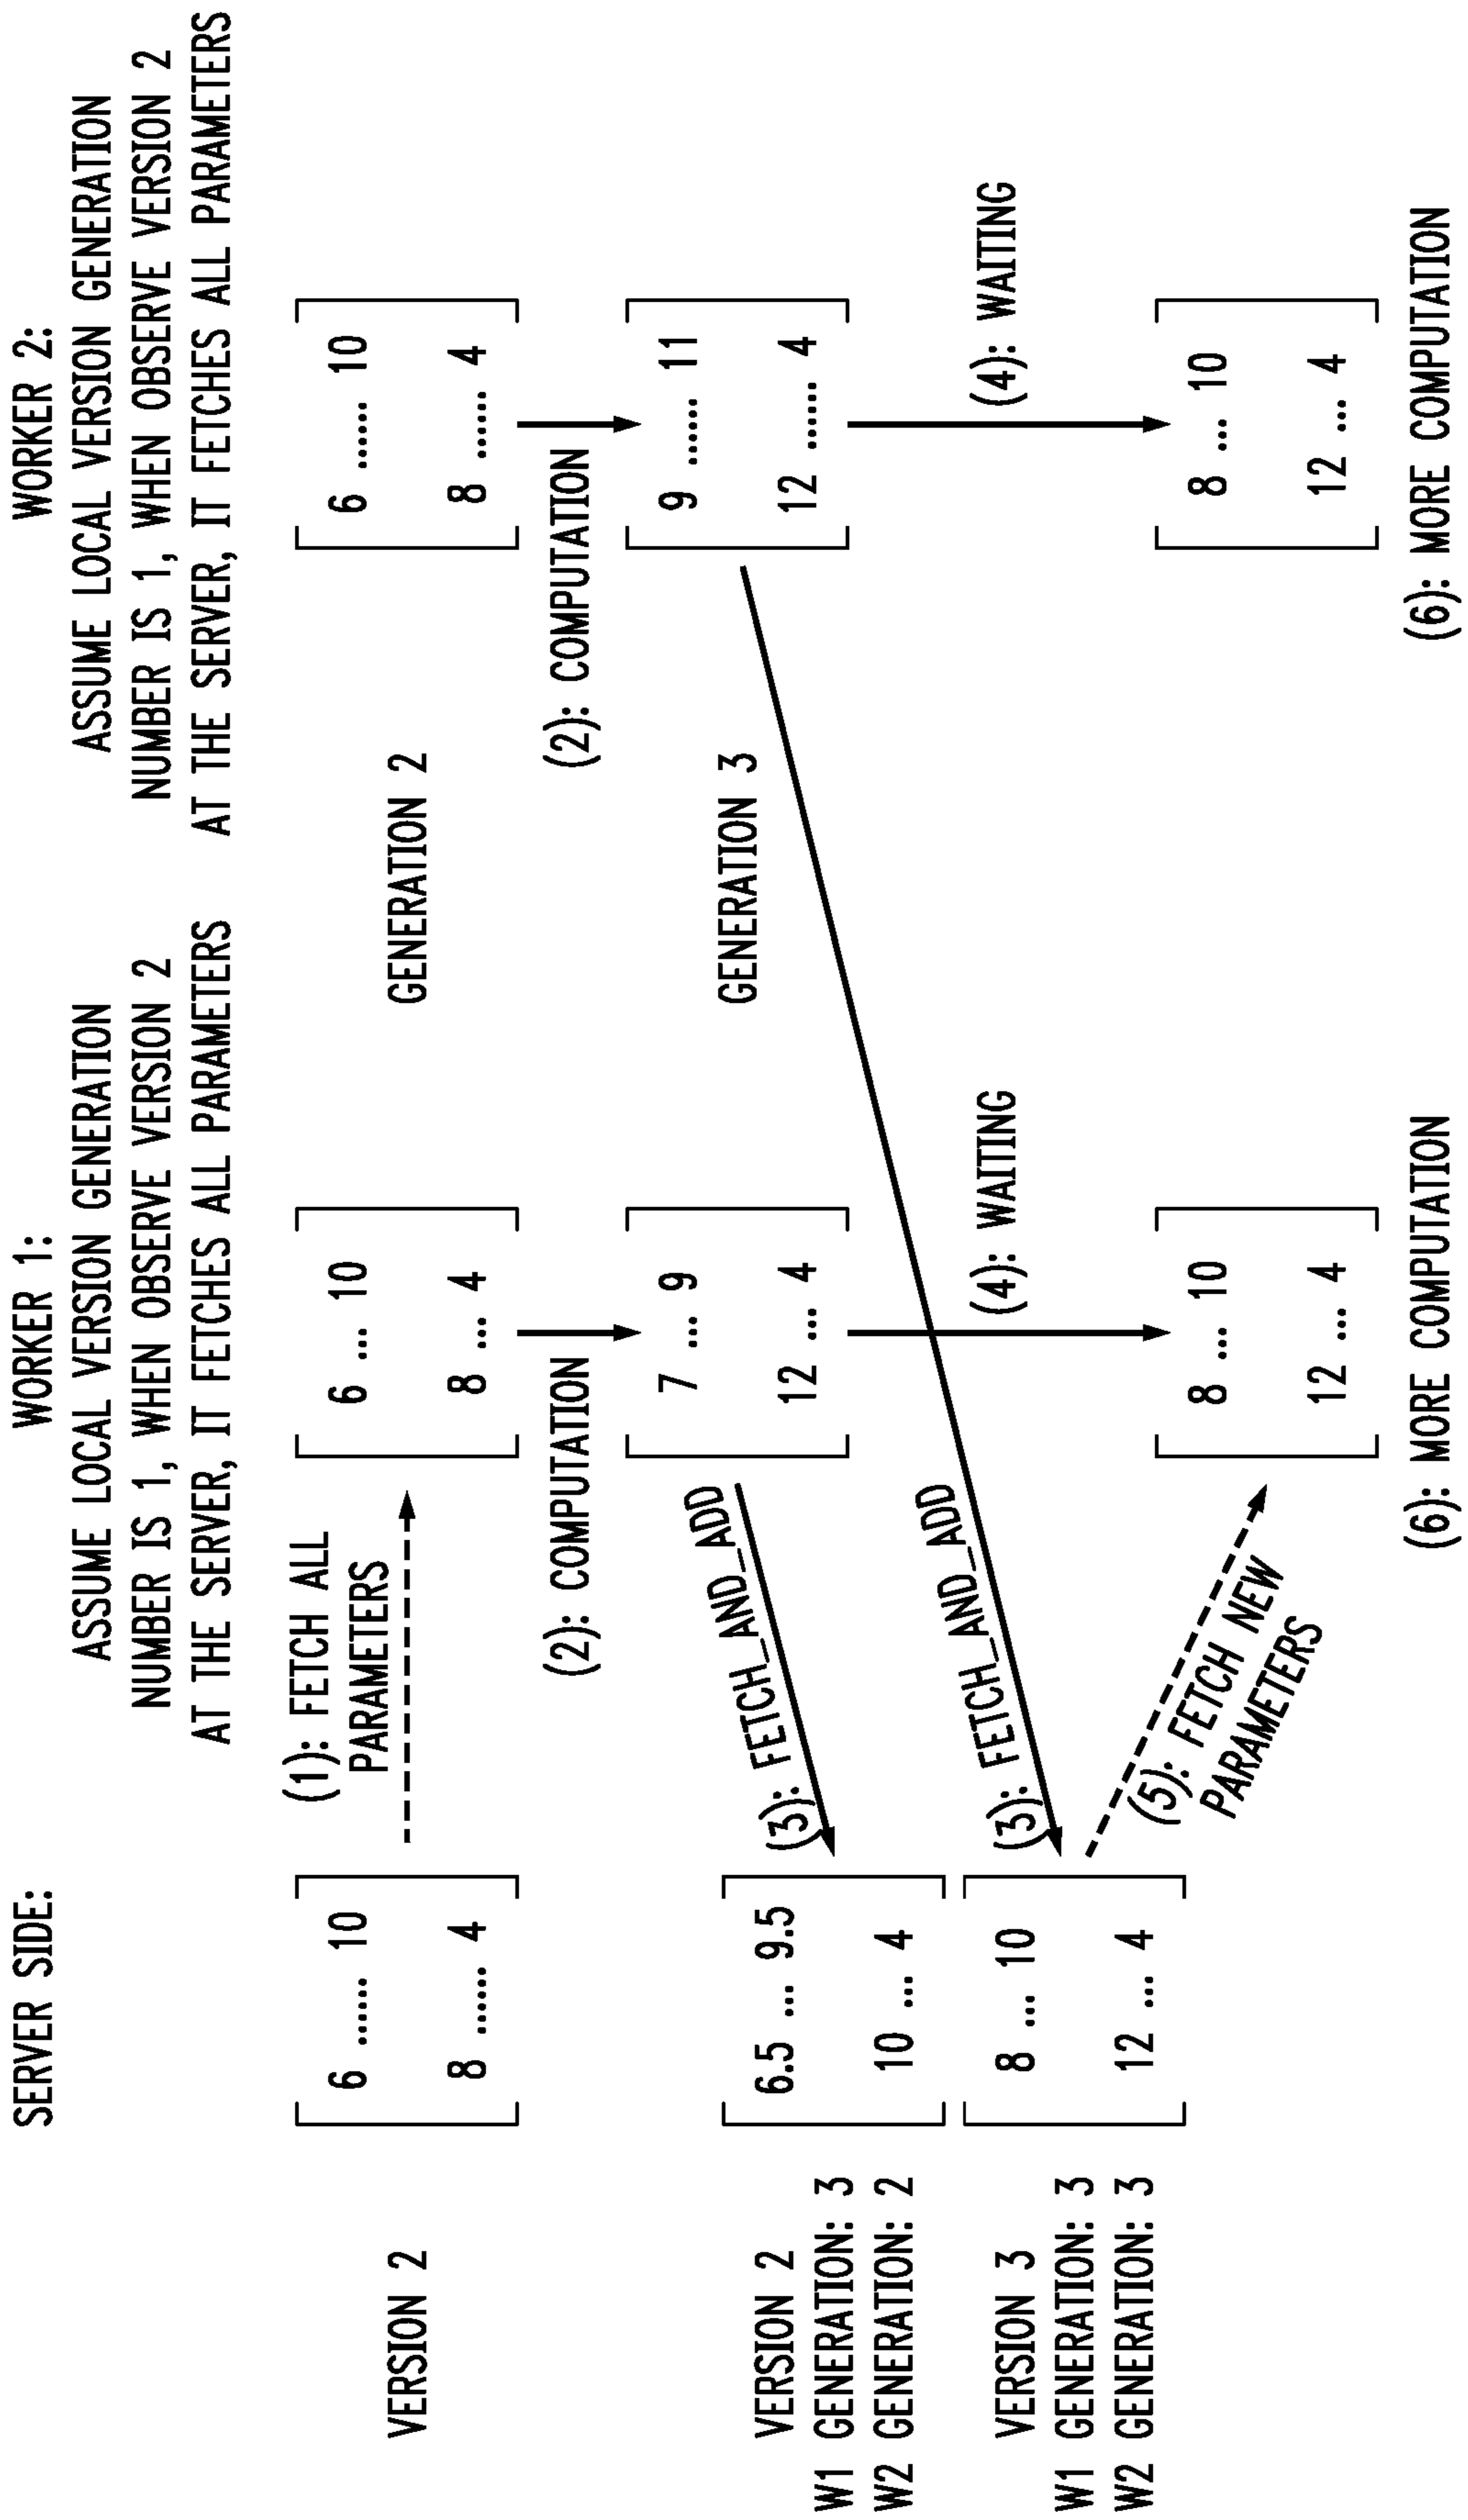 SERVER SIDE:
VERSION 2
6 ...... 10
8 ...... 4
VERSION 2
W1 GENERATION: 3
W2 GENERATION: 2
6.5 ... 9.5
10 ... 4
VERSION 3
W1 GENERATION: 3
W2 GENERATION: 3
8 ... 10
12 ... 4
(1): FETCH ALL
PARAMETERS
(3): FETCH_AND_ADD
(3): FETCH_AND_ADD
(5): FETCH NEW
PARAMETERS
WORKER 1:
ASSUME LOCAL VERSION GENERATION
NUMBER IS 1, WHEN OBSERVE VERSION 2
AT THE SERVER, IT FETCHES ALL PARAMETERS
6 ... 10
8 ... 4
(2): COMPUTATION
7 ... 9
12 ... 4
(4): WAITING
8 ... 10
12 ... 4
(6): MORE COMPUTATION
GENERATION 2
GENERATION 3
WORKER 2:
ASSUME LOCAL VERSION GENERATION
NUMBER IS 1, WHEN OBSERVE VERSION 2
AT THE SERVER, IT FETCHES ALL PARAMETERS
6 ...... 10
8 ...... 4
(2): COMPUTATION
9 ...... 11
12 ....... 4
(4): WAITING
8 ... 10
12 ... 4
(6): MORE COMPUTATION